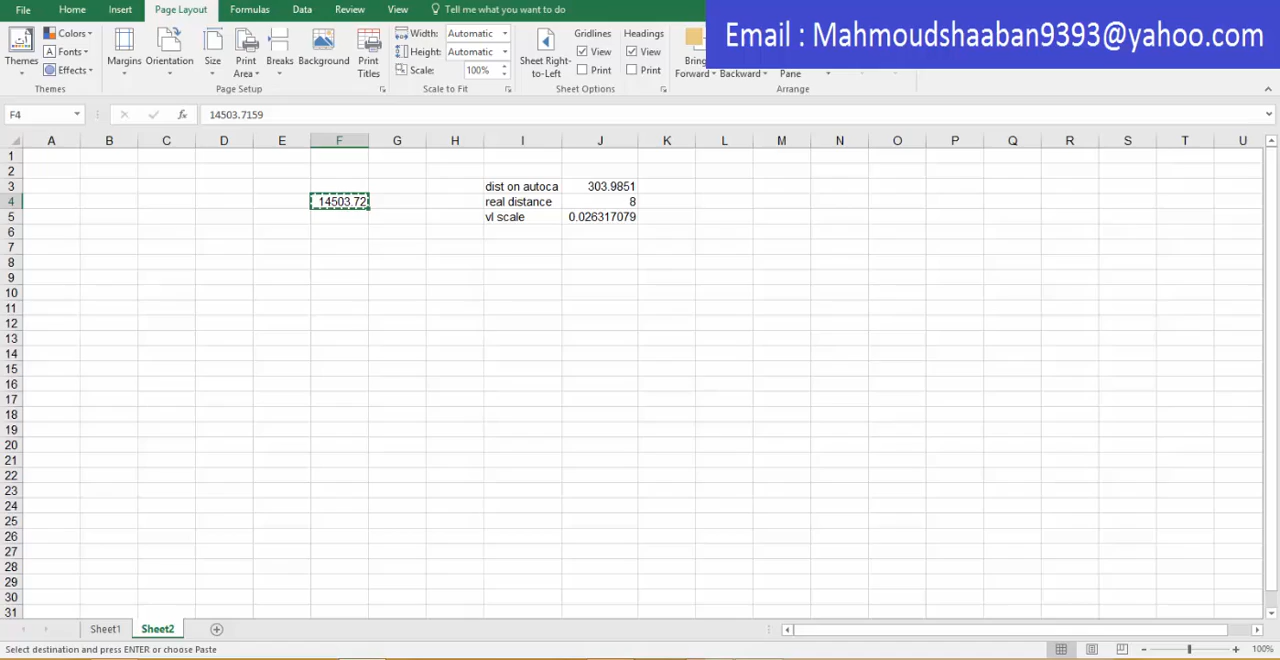 File Home Insert Page Layout Formulas Data Review View Tell me what you want to do
Email : Mahmoudshaaban9393@yahoo.com
Themes Colors Fonts Effects Margins Orientation Size Print Area Breaks Background Print Titles Width: Automatic Height: Automatic Scale: 100% Sheet Right-to-Left Gridlines View Print Headings View Print Forward Backward Pane
Themes Page Setup Scale to Fit Sheet Options Arrange
F4 fx 14503.7159
A B C D E F G H I J K L M N O P Q R S T U
1
2
3 dist on autoca 303.9851
4 14503.72 real distance 8
5 vl scale 0.026317079
6
7
8
9
10
11
12
13
14
15
16
17
18
19
20
21
22
23
24
25
26
27
28
29
30
31
Sheet1 Sheet2
Select destination and press ENTER or choose Paste 100%